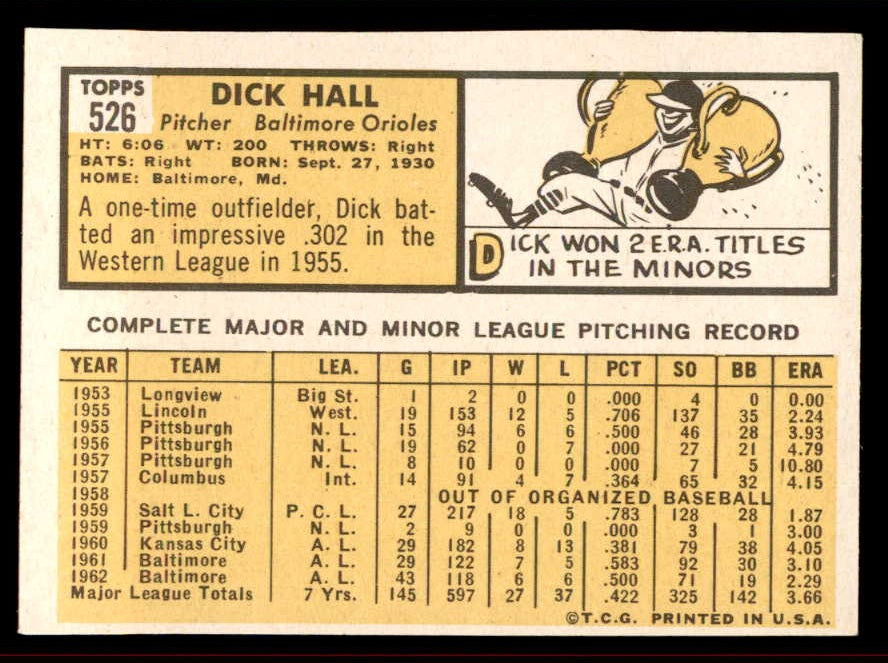 TOPPS
526
DICK HALL
Pitcher Baltimore Orioles
HT: 6:06 WT: 200 THROWS: Right
BATS: Right BORN: Sept. 27, 1930
HOME: Baltimore, Md.
A one-time outfielder, Dick bat-
ted an impressive .302 in the
Western League in 1955.
DICK WON 2 E.R.A. TITLES
IN THE MINORS
COMPLETE MAJOR AND MINOR LEAGUE PITCHING RECORD
YEAR TEAM LEA. G IP W L PCT SO BB ERA
1953 Longview Big St. 1 2 0 0 .000 4 0 0.00
1955 Lincoln West. 19 153 12 5 .706 137 35 2.24
1955 Pittsburgh N. L. 15 94 6 6 .500 46 28 3.93
1956 Pittsburgh N. L. 19 62 0 7 .000 27 21 4.79
1957 Pittsburgh N. L. 8 10 0 0 .000 7 5 10.80
1957 Columbus Int. 14 91 4 7 .364 65 32 4.15
1958 OUT OF ORGANIZED BASEBALL
1959 Salt L. City P. C. L. 27 217 18 5 .783 128 28 1.87
1959 Pittsburgh N. L. 2 9 0 0 .000 3 1 3.00
1960 Kansas City A. L. 29 182 8 13 .381 79 38 4.05
1961 Baltimore A. L. 29 122 7 5 .583 92 30 3.10
1962 Baltimore A. L. 43 118 6 6 .500 71 19 2.29
Major League Totals 7 Yrs. 145 597 27 37 .422 325 142 3.66
©T.C.G. PRINTED IN U.S.A.